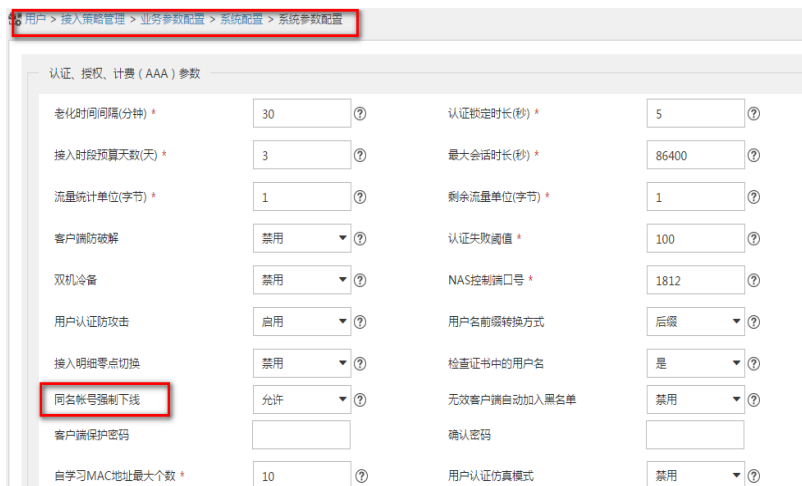 用户 > 接入策略管理 > 业务参数配置 > 系统配置 > 系统参数配置
认证、授权、计费（AAA）参数
老化时间间隔(分钟) * 30 认证锁定时长(秒) * 5
接入时段预算天数(天) * 3 最大会话时长(秒) * 86400
流量统计单位(字节) * 1 剩余流量单位(字节) * 1
客户端防破解 禁用 认证失败阈值 * 100
双机冷备 禁用 NAS控制端口号 * 1812
用户认证防攻击 启用 用户名前缀转换方式 后缀
接入明细零点切换 禁用 检查证书中的用户名 是
同名帐号强制下线 允许 无效客户端自动加入黑名单 禁用
客户端保护密码 确认密码
自学习MAC地址最大个数 * 10 用户认证仿真模式 禁用